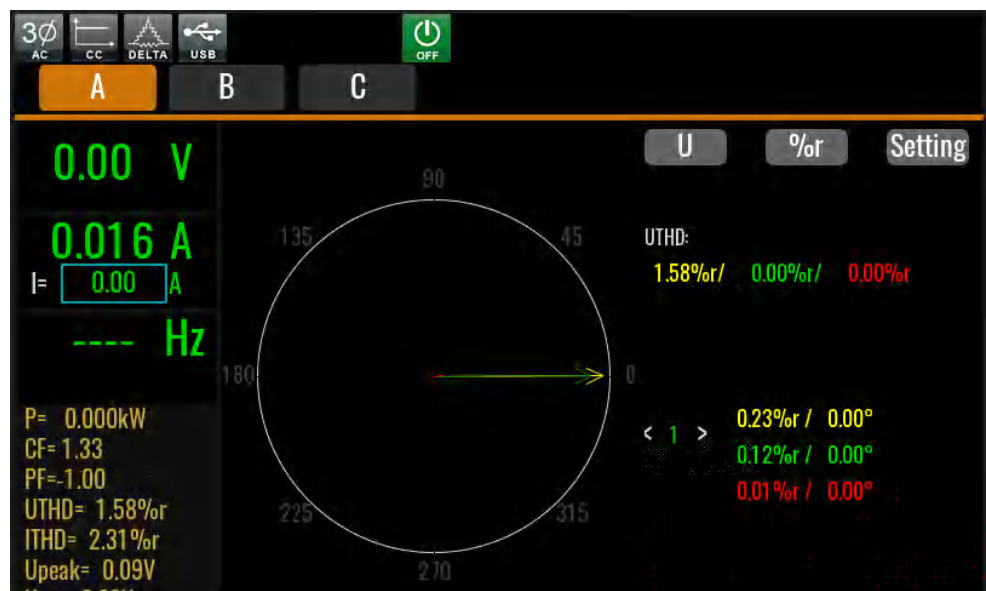 3Ø AC CC DELTA USB OFF
A B C
0.00 V
U %r Setting
0.016 A
I= 0.00 A
---- Hz
90
135 45
180 0
225 315
270
UTHD:
1.58%r/ 0.00%r/ 0.00%r
< 1 > 0.23%r / 0.00°
0.12%r / 0.00°
0.01%r / 0.00°
P= 0.000kW
CF= 1.33
PF=-1.00
UTHD= 1.58%r
ITHD= 2.31%r
Upeak= 0.09V